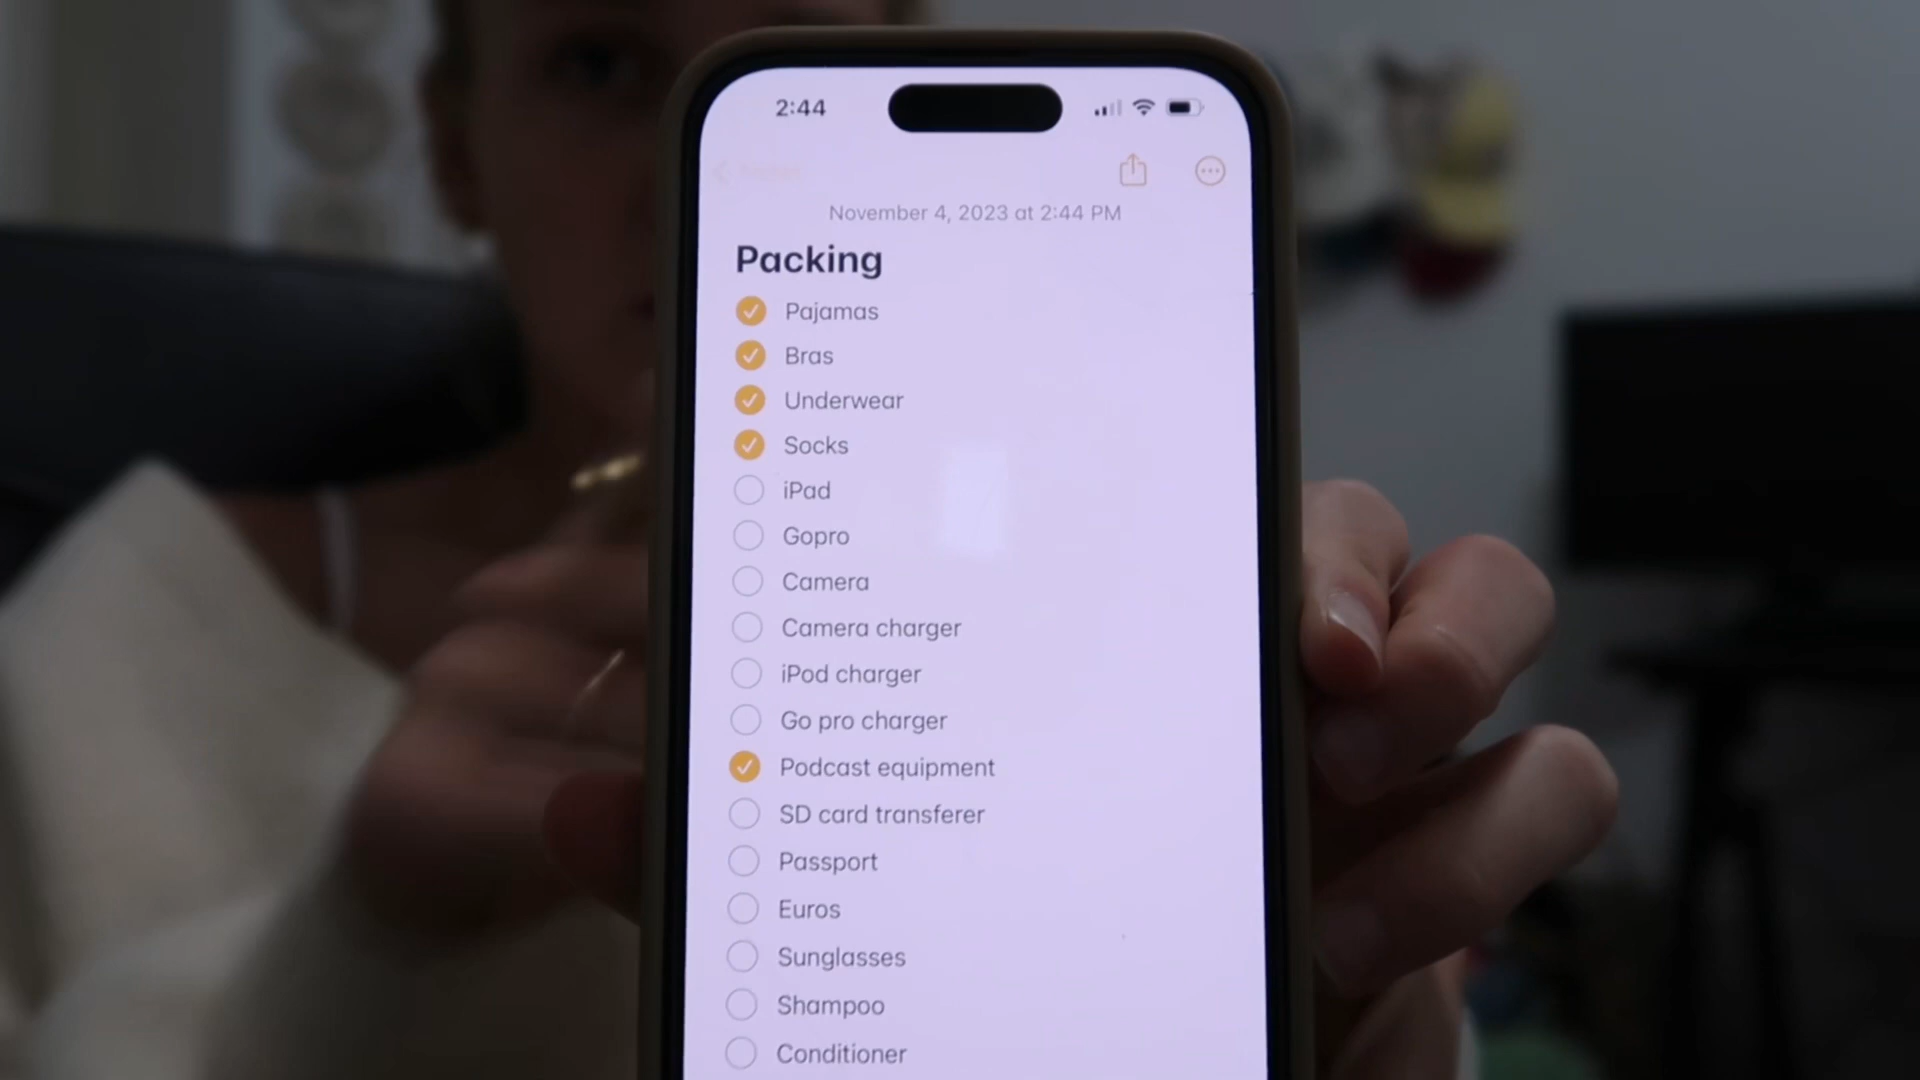 2:44
November 4, 2023 at 2:44 PM
Packing
Pajamas
Bras
Underwear
Socks
iPad
Gopro
Camera
Camera charger
iPod charger
Go pro charger
Podcast equipment
SD card transferer
Passport
Euros
Sunglasses
Shampoo
Conditioner